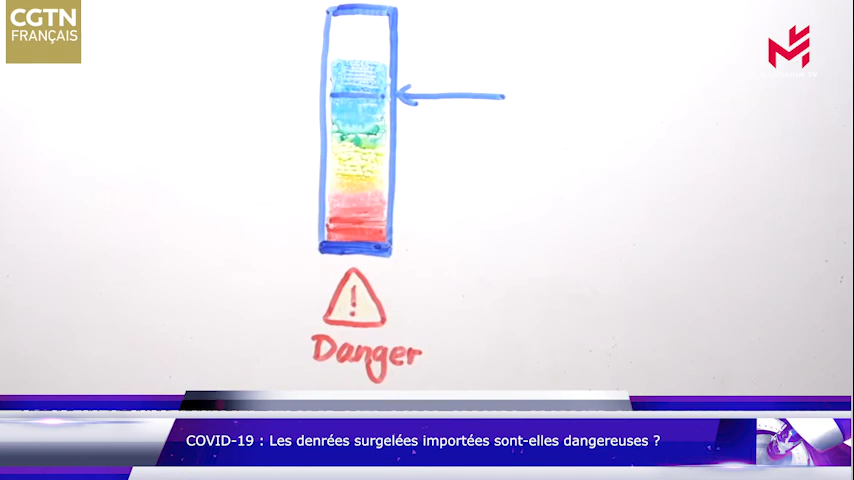 CGTN
FRANÇAIS
Danger
COVID-19 : Les denrées surgelées importées sont-elles dangereuses ?